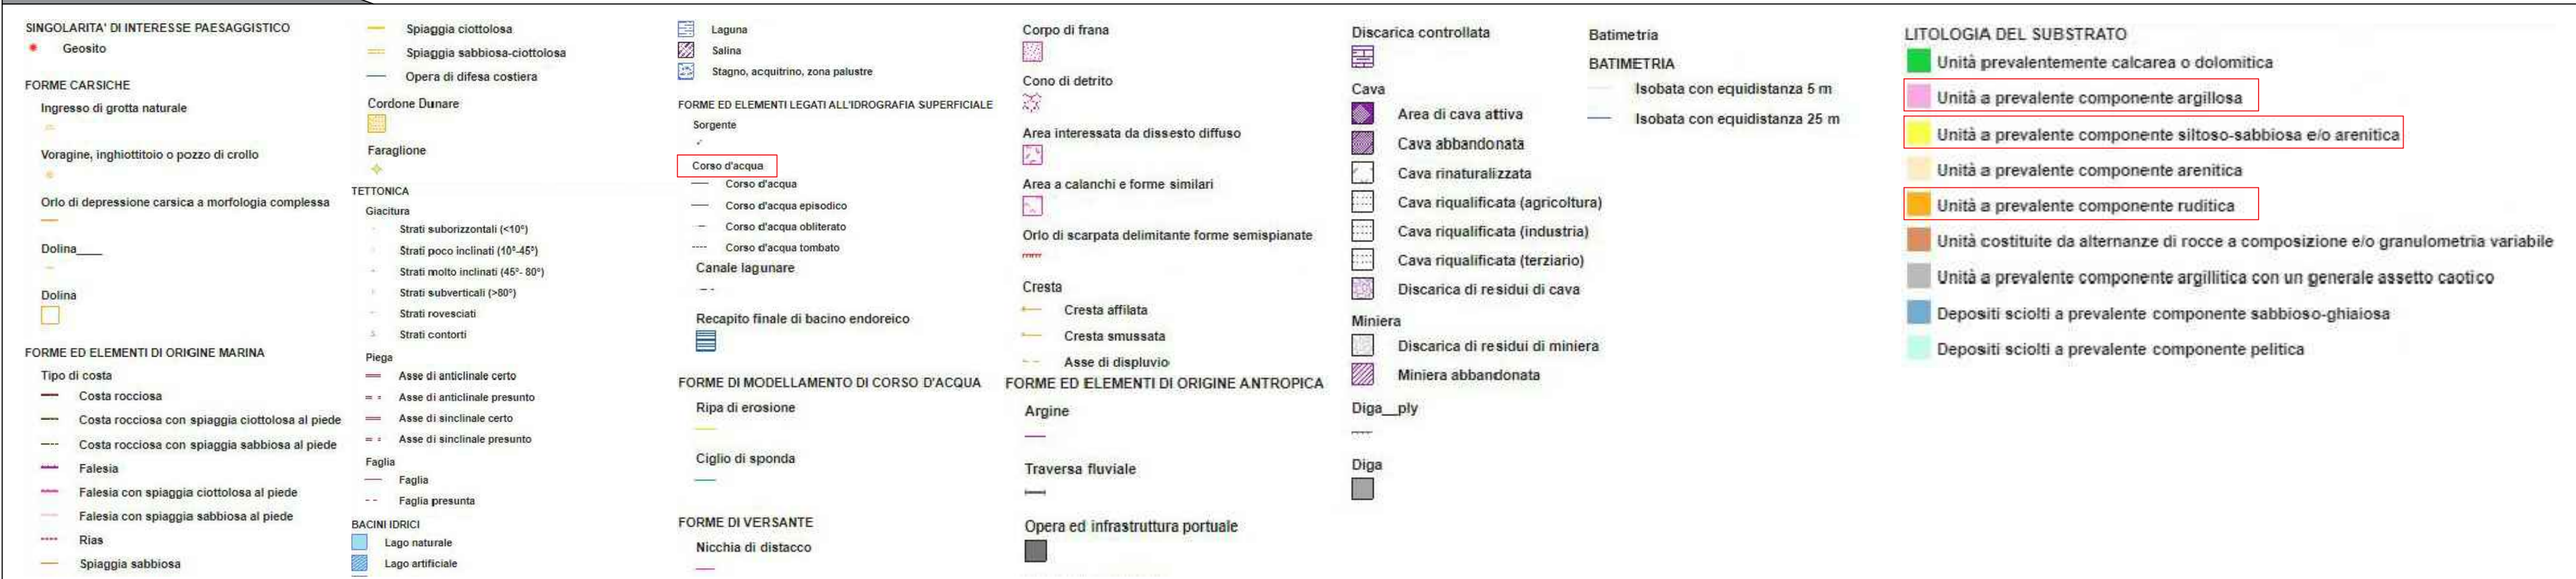 SINGOLARITA' DI INTERESSE PAESAGGISTICO
Geosito
FORME CARSICHE
Ingresso di grotta naturale
Voragine, inghiottitoio o pozzo di crollo
Orlo di depressione carsica a morfologia complessa
Dolina____
Dolina
FORME ED ELEMENTI DI ORIGINE MARINA
Tipo di costa
Costa rocciosa
Costa rocciosa con spiaggia ciottolosa al piede
Costa rocciosa con spiaggia sabbiosa al piede
Falesia
Falesia con spiaggia ciottolosa al piede
Falesia con spiaggia sabbiosa al piede
Rias
Spiaggia sabbiosa
Spiaggia ciottolosa
Spiaggia sabbiosa-ciottolosa
Opera di difesa costiera
Cordone Dunare
Faraglione
TETTONICA
Giacitura
Strati suborizzontali (<10°)
Strati poco inclinati (10°-45°)
Strati molto inclinati (45°- 80°)
Strati subverticali (>80°)
Strati rovesciati
Strati contorti
Piega
Asse di anticlinale certo
Asse di anticlinale presunto
Asse di sinclinale certo
Asse di sinclinale presunto
Faglia
Faglia
Faglia presunta
BACINI IDRICI
Lago naturale
Lago artificiale
Laguna
Salina
Stagno, acquitrino, zona palustre
FORME ED ELEMENTI LEGATI ALL'IDROGRAFIA SUPERFICIALE
Sorgente
Corso d'acqua
Corso d'acqua
Corso d'acqua episodico
Corso d'acqua obliterato
Corso d'acqua tombato
Canale lagunare
Recapito finale di bacino endoreico
FORME DI MODELLAMENTO DI CORSO D'ACQUA
Ripa di erosione
Ciglio di sponda
FORME DI VERSANTE
Nicchia di distacco
Corpo di frana
Cono di detrito
Area interessata da dissesto diffuso
Area a calanchi e forme similari
Orlo di scarpata delimitante forme semispianate
Cresta
Cresta affilata
Cresta smussata
Asse di displuvio
FORME ED ELEMENTI DI ORIGINE ANTROPICA
Argine
Traversa fluviale
Opera ed infrastruttura portuale
Discarica controllata
Cava
Area di cava attiva
Cava abbandonata
Cava rinaturalizzata
Cava riqualificata (agricoltura)
Cava riqualificata (industria)
Cava riqualificata (terziario)
Discarica di residui di cava
Miniera
Discarica di residui di miniera
Miniera abbandonata
Diga__ply
Diga
Batimetria
BATIMETRIA
Isobata con equidistanza 5 m
Isobata con equidistanza 25 m
LITOLOGIA DEL SUBSTRATO
Unità prevalentemente calcarea o dolomitica
Unità a prevalente componente argillosa
Unità a prevalente componente siltoso-sabbiosa e/o arenitica
Unità a prevalente componente arenitica
Unità a prevalente componente ruditica
Unità costituite da alternanze di rocce a composizione e/o granulometria variabile
Unità a prevalente componente argillitica con un generale assetto caotico
Depositi sciolti a prevalente componente sabbioso-ghiaiosa
Depositi sciolti a prevalente componente pelitica